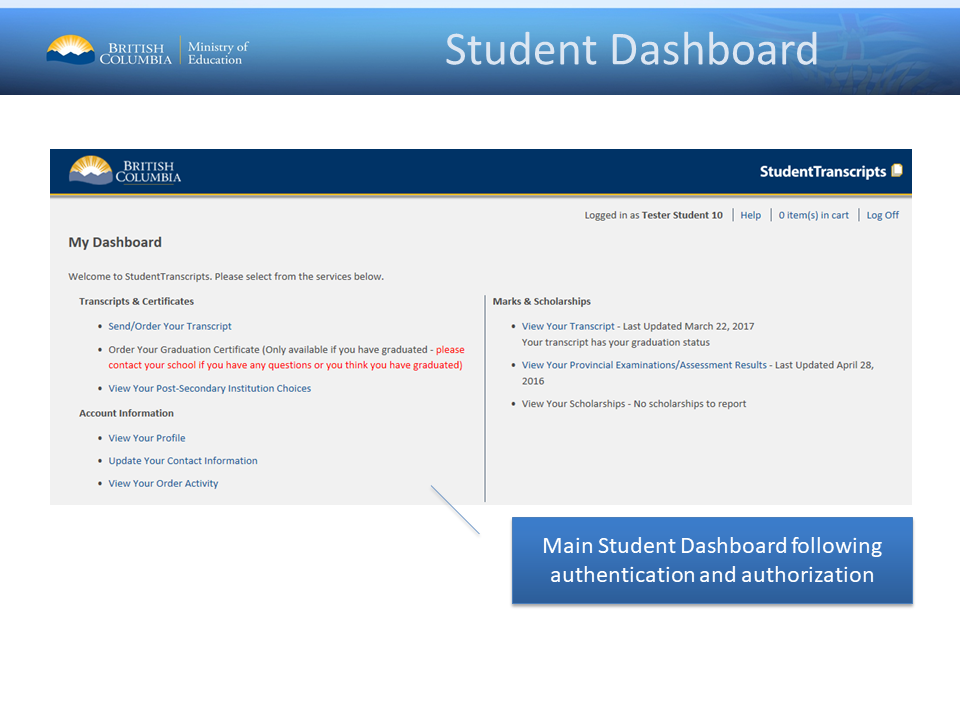 BRITISH COLUMBIA
Ministry of Education
Student Dashboard
BRITISH COLUMBIA
StudentTranscripts
Logged in as Tester Student 10 | Help | 0 item(s) in cart | Log Off
My Dashboard
Welcome to StudentTranscripts. Please select from the services below.
Transcripts & Certificates
• Send/Order Your Transcript
• Order Your Graduation Certificate (Only available if you have graduated - please
contact your school if you have any questions or you think you have graduated)
• View Your Post-Secondary Institution Choices
Account Information
• View Your Profile
• Update Your Contact Information
• View Your Order Activity
Marks & Scholarships
• View Your Transcript - Last Updated March 22, 2017
Your transcript has your graduation status
• View Your Provincial Examinations/Assessment Results - Last Updated April 28,
2016
• View Your Scholarships - No scholarships to report
Main Student Dashboard following
authentication and authorization